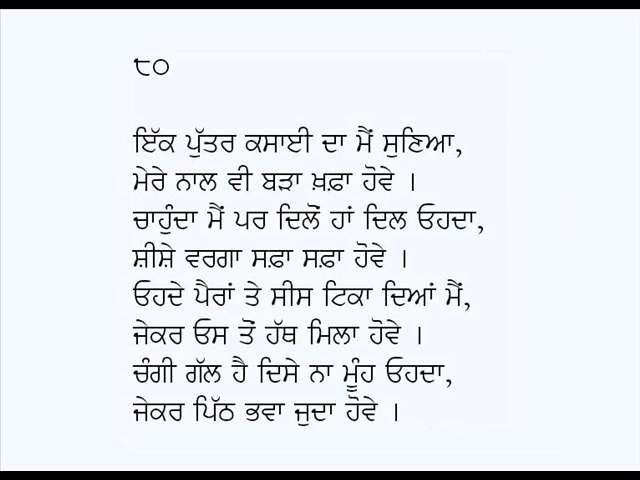 ੮੦
ਇੱਕ ਪੁੱਤਰ ਕਸਾਈ ਦਾ ਮੈਂ ਸੁਣਿਆ,
ਮੇਰੇ ਨਾਲ ਵੀ ਬੜਾ ਖ਼ਫ਼ਾ ਹੋਵੇ ।
ਚਾਹੁੰਦਾ ਮੈਂ ਪਰ ਦਿਲੋਂ ਹਾਂ ਦਿਲ ਓਹਦਾ,
ਸ਼ੀਸ਼ੇ ਵਰਗਾ ਸਫ਼ਾ ਸਫ਼ਾ ਹੋਵੇ ।
ਓਹਦੇ ਪੈਰਾਂ ਤੇ ਸੀਸ ਟਿਕਾ ਦਿਆਂ ਮੈਂ,
ਜੇਕਰ ਓਸ ਤੋਂ ਹੱਥ ਮਿਲਾ ਹੋਵੇ ।
ਚੰਗੀ ਗੱਲ ਹੈ ਦਿਸੇ ਨਾ ਮੂੰਹ ਓਹਦਾ,
ਜੇਕਰ ਪਿੱਠ ਭਵਾ ਜੁਦਾ ਹੋਵੇ ।